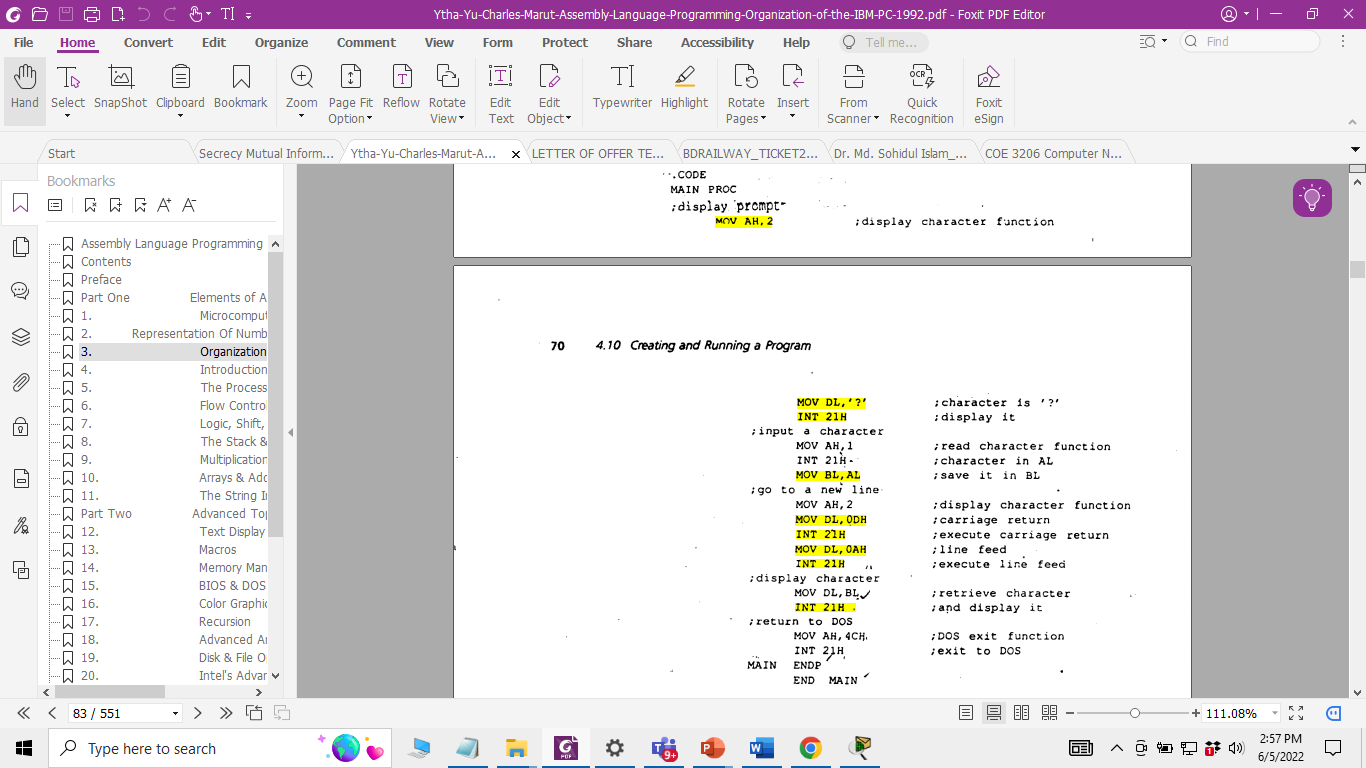 Ytha-Yu-Charles-Marut-Assembly-Language-Programming-Organization-of-the-IBM-PC-1992.pdf - Foxit PDF Editor
File Home Convert Edit Organize Comment View Form Protect Share Accessibility Help Tell me... Find
Hand Select SnapShot Clipboard Bookmark Zoom Page Fit Option Reflow Rotate View Edit Text Edit Object Typewriter Highlight Rotate Pages Insert From Scanner Quick Recognition Foxit eSign
Start Secrecy Mutual Inform... Ytha-Yu-Charles-Marut-A... LETTER OF OFFER TE... BDRAILWAY_TICKET2... Dr. Md. Sohidul Islam_... COE 3206 Computer N...
Bookmarks
Assembly Language Programming
Contents
Preface
Part One Elements of A
1. Microcomput
2. Representation Of Numb
3. Organization
4. Introduction
5. The Process
6. Flow Contro
7. Logic, Shift,
8. The Stack &
9. Multiplication
10. Arrays & Add
11. The String In
Part Two Advanced Top
12. Text Display
13. Macros
14. Memory Man
15. BIOS & DOS
16. Color Graphic
17. Recursion
18. Advanced Ar
19. Disk & File O
20. Intel's Advar
.CODE
MAIN PROC
;display prompt
MOV AH,2 ;display character function
70 4.10 Creating and Running a Program
MOV DL,'?' ;character is '?'
INT 21H ;display it
;input a character
MOV AH,1 ;read character function
INT 21H ;character in AL
MOV BL,AL ;save it in BL
;go to a new line
MOV AH,2 ;display character function
MOV DL,0DH ;carriage return
INT 21H ;execute carriage return
MOV DL,0AH ;line feed
INT 21H ;execute line feed
;display character
MOV DL,BL ;retrieve character
INT 21H ;and display it
;return to DOS
MOV AH,4CH ;DOS exit function
INT 21H ;exit to DOS
MAIN ENDP
END MAIN
83 / 551 111.08%
Type here to search 9+ 1 2:57 PM
6/5/2022